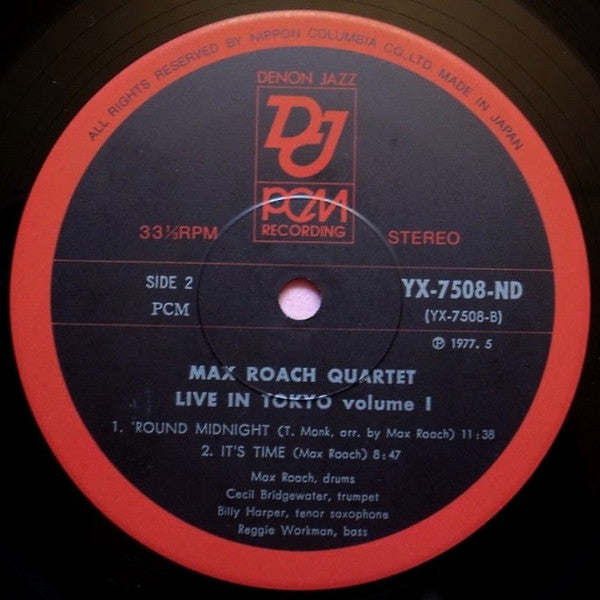 ALL RIGHTS RESERVED BY NIPPON COLUMBIA CO.,LTD MADE IN JAPAN
DENON JAZZ
DJ
PCM
RECORDING
33⅓RPM STEREO
SIDE 2 YX-7508-ND
PCM (YX-7508-B)
Ⓟ 1977. 5
MAX ROACH QUARTET
LIVE IN TOKYO volume I
1. 'ROUND MIDNIGHT (T. Monk, arr. by Max Roach) 11:38
2. IT'S TIME (Max Roach) 8:47
Max Roach, drums
Cecil Bridgewater, trumpet
Billy Harper, tenor saxophone
Reggie Workman, bass